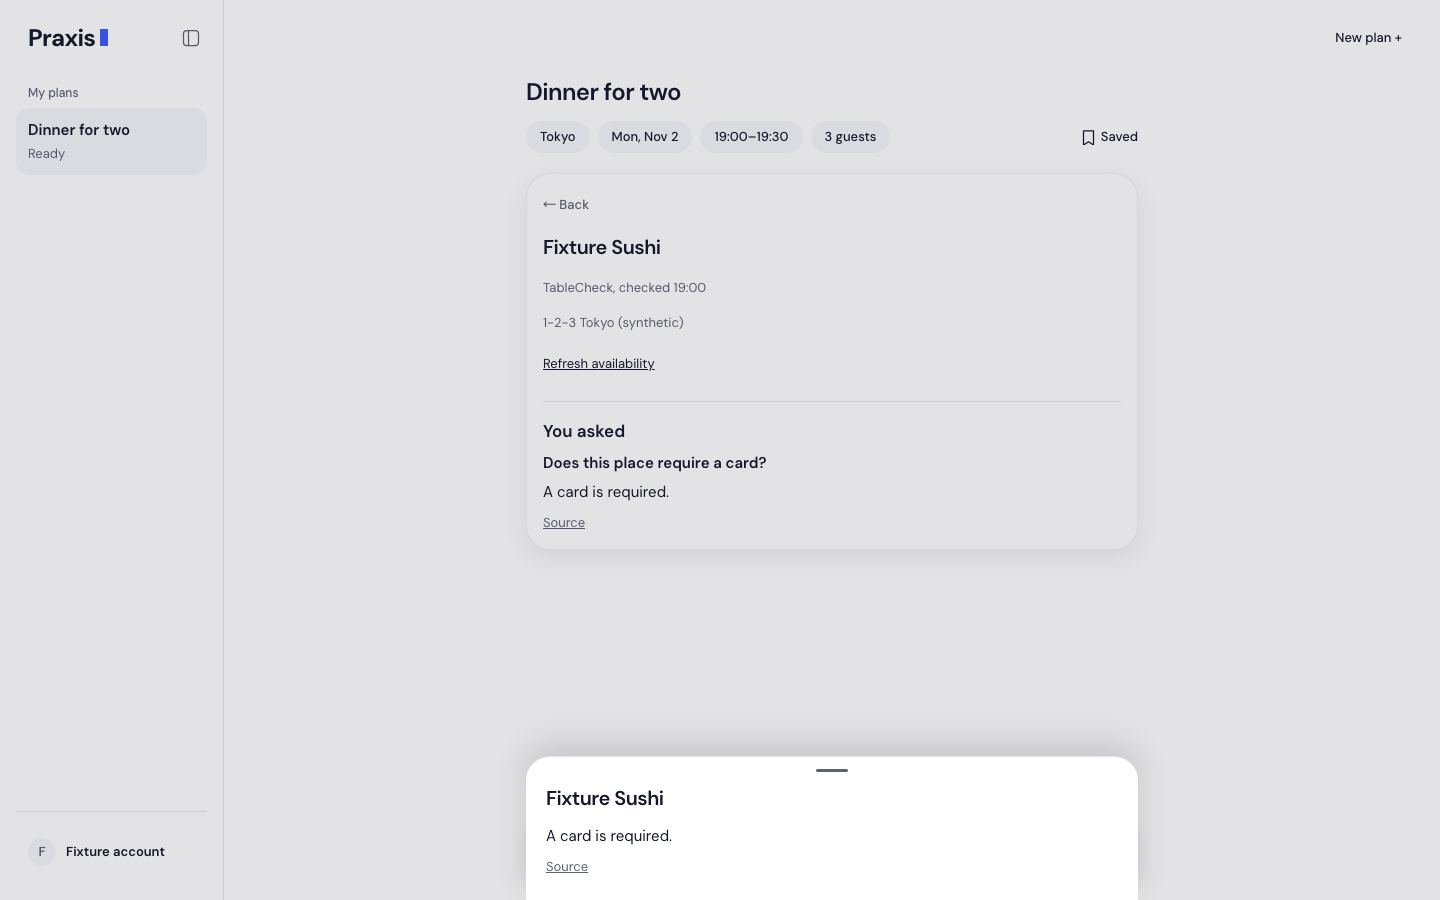 Praxis
New plan +
My plans
Dinner for two
Ready
Dinner for two
Tokyo
Mon, Nov 2
19:00–19:30
3 guests
Saved
← Back
Fixture Sushi
TableCheck, checked 19:00
1-2-3 Tokyo (synthetic)
Refresh availability
You asked
Does this place require a card?
A card is required.
Source
Fixture Sushi
A card is required.
Source
F
Fixture account